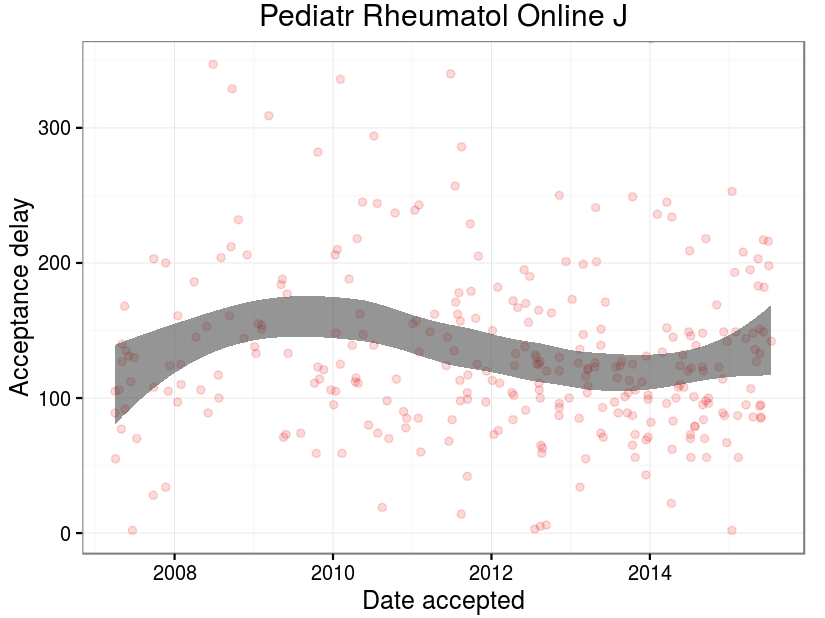 Pediatr Rheumatol Online J
Acceptance delay
300
200
100
0
2008 2010 2012 2014
Date accepted